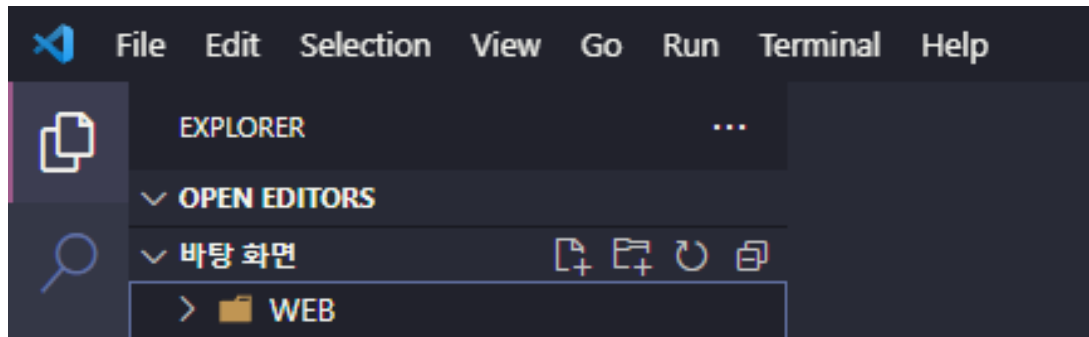 File Edit Selection View Go Run Terminal Help
EXPLORER
OPEN EDITORS
바탕 화면
WEB